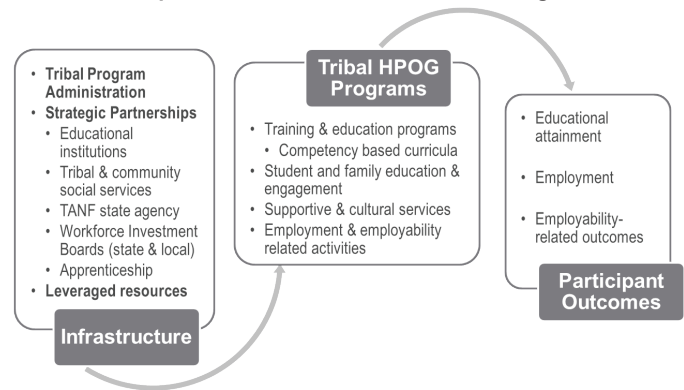 • Tribal Program
Administration
• Strategic Partnerships
• Educational
institutions
• Tribal & community
social services
• TANF state agency
• Workforce Investment
Boards (state & local)
• Apprenticeship
• Leveraged resources
Infrastructure
Tribal HPOG
Programs
• Training & education programs
• Competency based curricula
• Student and family education &
engagement
• Supportive & cultural services
• Employment & employability
related activities
• Educational
attainment
• Employment
• Employability-
related outcomes
Participant
Outcomes